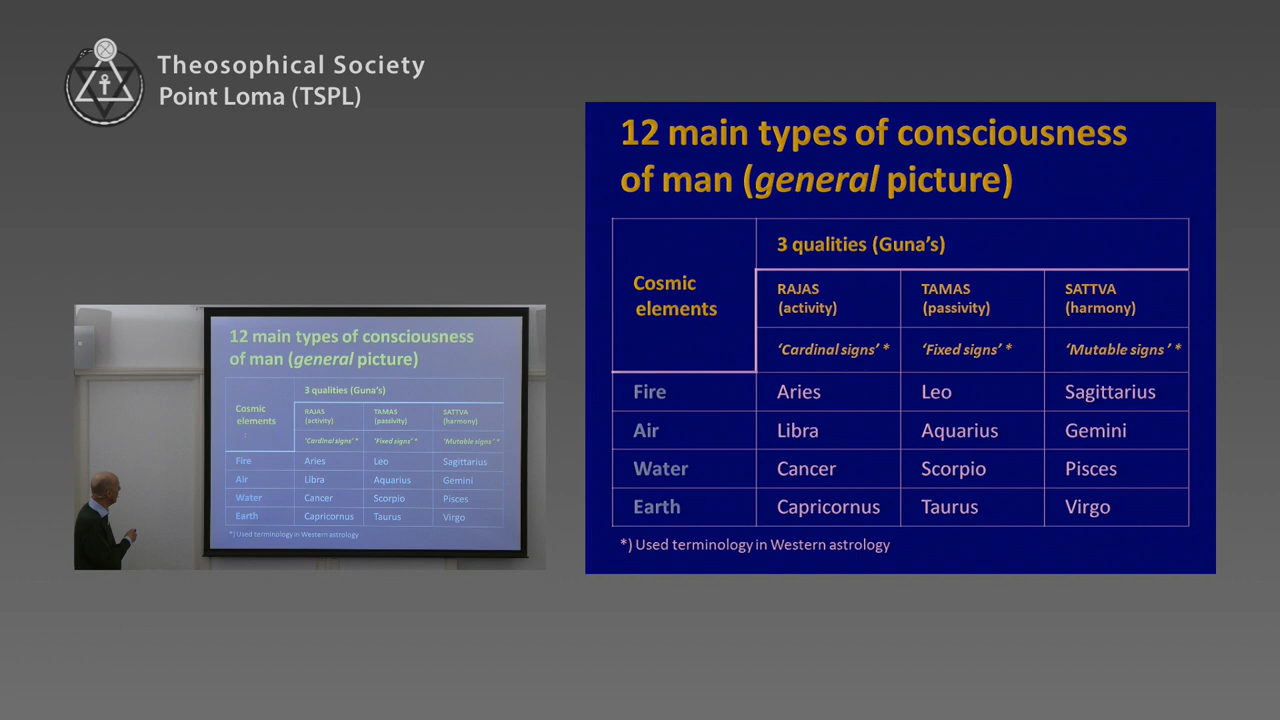 Theosophical Society
Point Loma (TSPL)
12 main types of consciousness
of man (general picture)
3 qualities (Guna's)
Cosmic
elements
RAJAS
(activity)
TAMAS
(passivity)
SATTVA
(harmony)
‘Cardinal signs’ *
‘Fixed signs’ *
‘Mutable signs ’ *
Fire Aries Leo Sagittarius
Air Libra Aquarius Gemini
Water Cancer Scorpio Pisces
Earth Capricornus Taurus Virgo
*) Used terminology in Western astrology
12 main types of consciousness
of man (general picture)
3 qualities (Guna's)
Cosmic
elements
RAJAS
(activity)
TAMAS
(passivity)
SATTVA
(harmony)
‘Cardinal signs’ *
‘Fixed signs’ *
‘Mutable signs ’ *
Fire Aries Leo Sagittarius
Air Libra Aquarius Gemini
Water Cancer Scorpio Pisces
Earth Capricornus Taurus Virgo
*) Used terminology in Western astrology